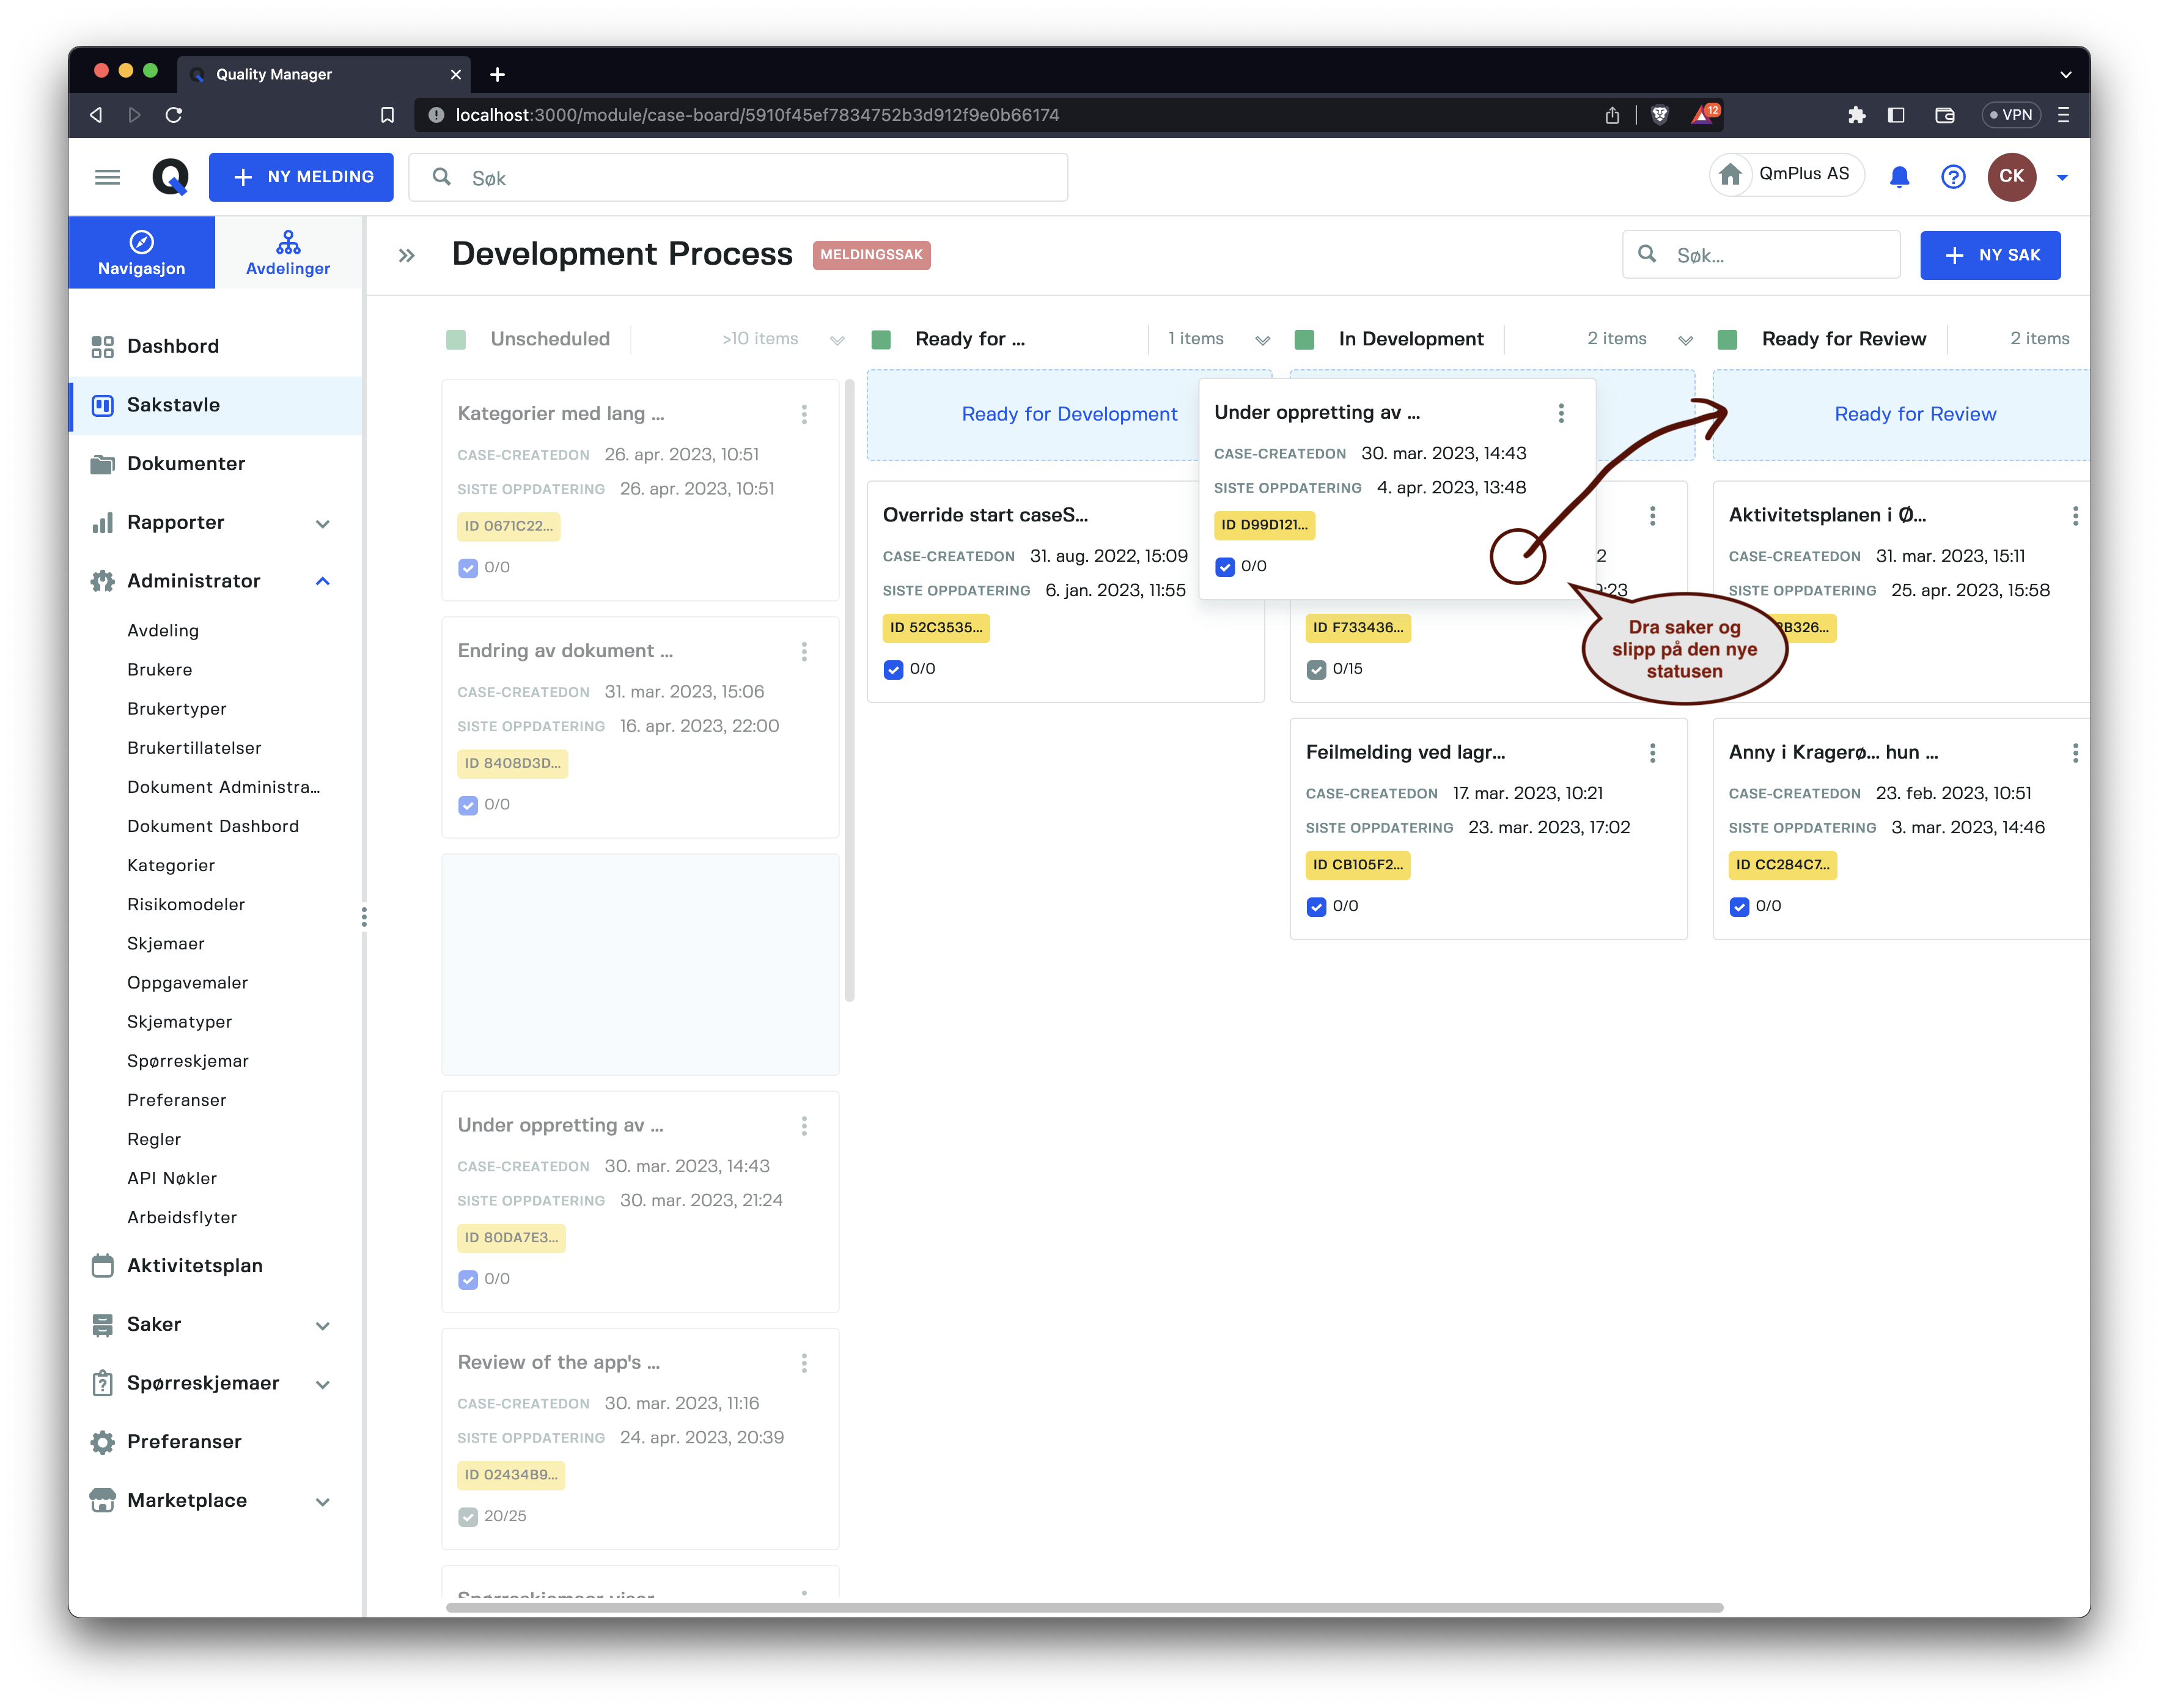 Quality Manager
localhost:3000/module/case-board/5910f45ef7834752b3d912f9e0b66174
12
VPN
NY MELDING
Søk
QmPlus AS
CK
Navigasjon
Avdelinger
Development Process
MELDINGSSAK
Søk...
NY SAK
Dashbord
Sakstavle
Dokumenter
Rapporter
Administrator
Avdeling
Brukere
Brukertyper
Brukertillatelser
Dokument Administra...
Dokument Dashbord
Kategorier
Risikomodeler
Skjemaer
Oppgavemaler
Skjematyper
Spørreskjemar
Preferanser
Regler
API Nøkler
Arbeidsflyter
Aktivitetsplan
Saker
Spørreskjemaer
Preferanser
Marketplace
Unscheduled
>10 items
Kategorier med lang ...
CASE-CREATEDON 26. apr. 2023, 10:51
SISTE OPPDATERING 26. apr. 2023, 10:51
ID 0671C22...
0/0
Endring av dokument ...
CASE-CREATEDON 31. mar. 2023, 15:06
SISTE OPPDATERING 16. apr. 2023, 22:00
ID 8408D3D...
0/0
Under oppretting av ...
CASE-CREATEDON 30. mar. 2023, 14:43
SISTE OPPDATERING 30. mar. 2023, 21:24
ID 80DA7E3...
0/0
Review of the app's ...
CASE-CREATEDON 30. mar. 2023, 11:16
SISTE OPPDATERING 24. apr. 2023, 20:39
ID 02434B9...
20/25
Ready for ...
1 items
Ready for Development
Override start caseS...
CASE-CREATEDON 31. aug. 2022, 15:09
SISTE OPPDATERING 6. jan. 2023, 11:55
ID 52C3535...
0/0
In Development
2 items
Under oppretting av ...
CASE-CREATEDON 30. mar. 2023, 14:43
SISTE OPPDATERING 4. apr. 2023, 13:48
ID D99D121...
0/0
2
:23
ID F733436...
0/15
Dra saker og
slipp på den nye
statusen
Feilmelding ved lagr...
CASE-CREATEDON 17. mar. 2023, 10:21
SISTE OPPDATERING 23. mar. 2023, 17:02
ID CB105F2...
0/0
Ready for Review
2 items
Ready for Review
Aktivitetsplanen i Ø...
CASE-CREATEDON 31. mar. 2023, 15:11
SISTE OPPDATERING 25. apr. 2023, 15:58
B326...
Anny i Kragerø... hun ...
CASE-CREATEDON 23. feb. 2023, 10:51
SISTE OPPDATERING 3. mar. 2023, 14:46
ID CC284C7...
0/0